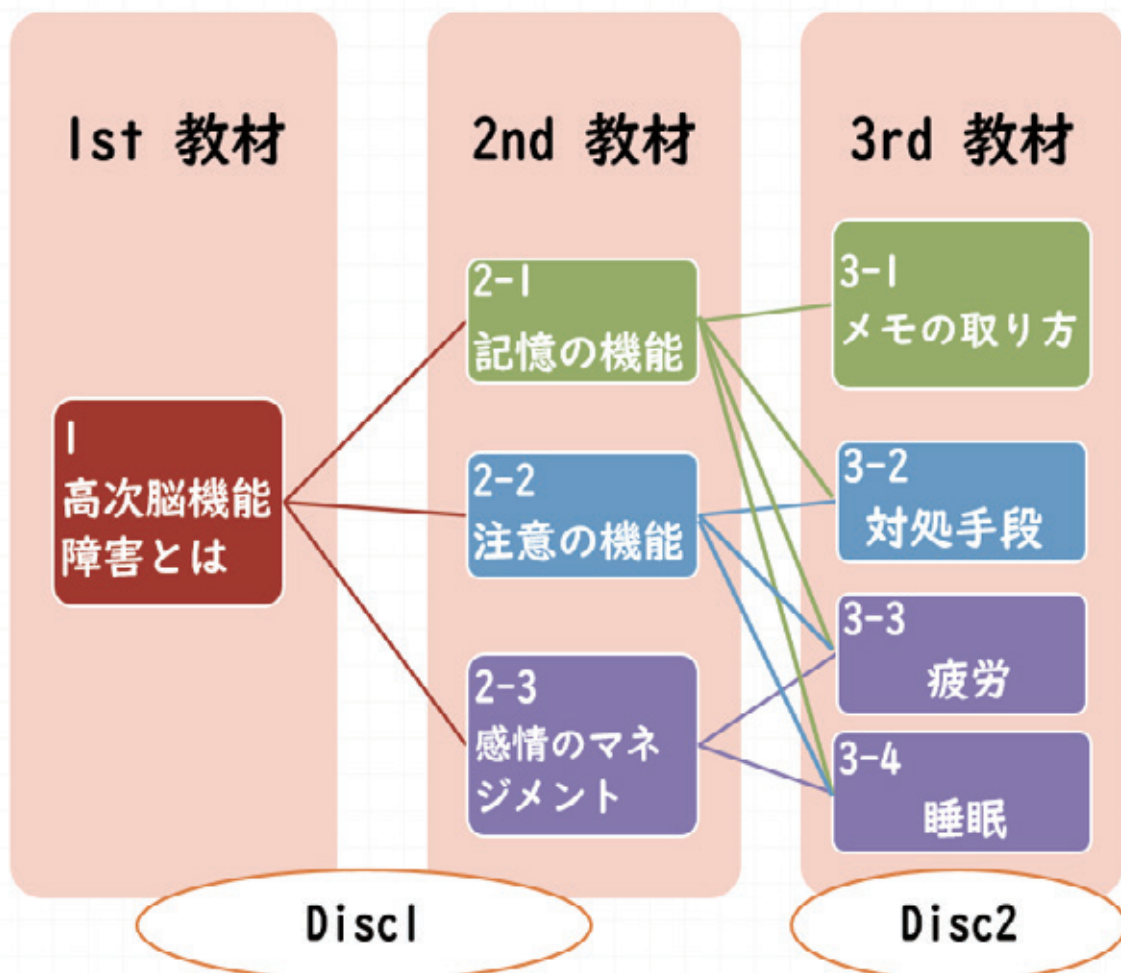 1st 教材
2nd 教材
3rd 教材
1
高次脳機能
障害とは
2-1
記憶の機能
2-2
注意の機能
2-3
感情のマネ
ジメント
3-1
メモの取り方
3-2
対処手段
3-3
疲労
3-4
睡眠
Disc1
Disc2